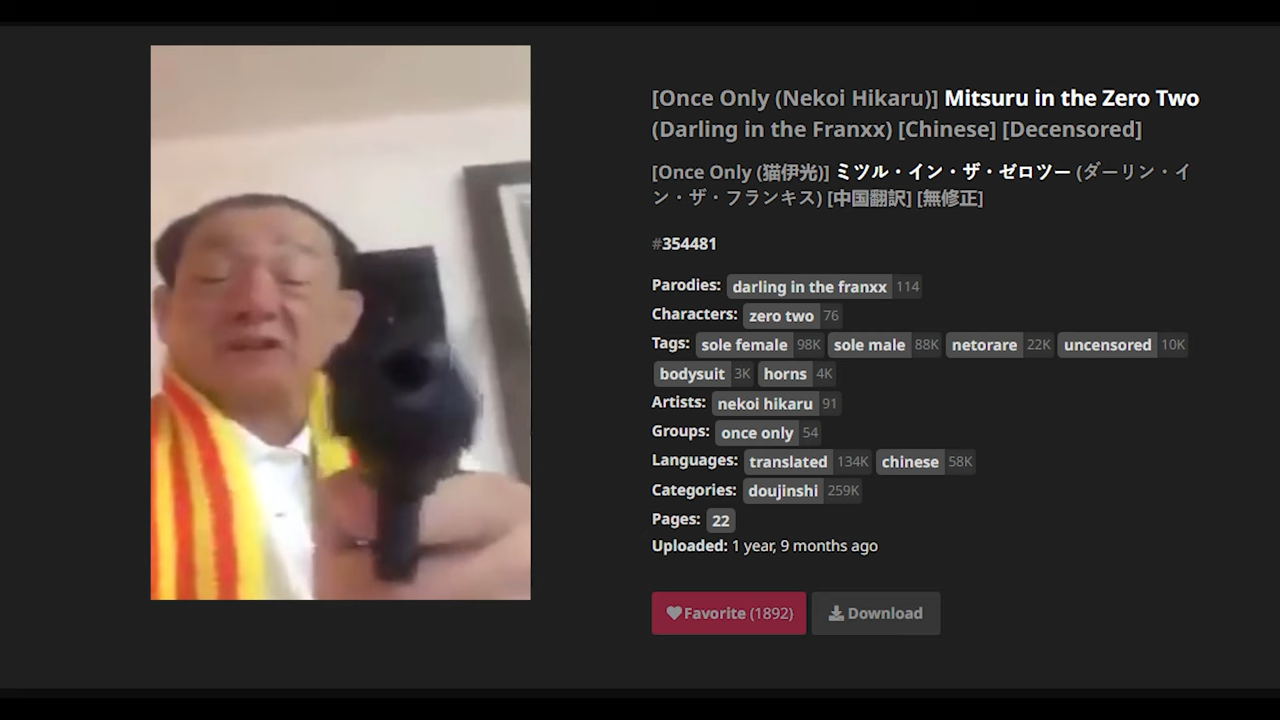 [Once Only (Nekoi Hikaru)] Mitsuru in the Zero Two
(Darling in the Franxx) [Chinese] [Decensored]
[Once Only (猫伊光)] ミツル・イン・ザ・ゼロツー (ダーリン・イ
ン・ザ・フランキス) [中国翻訳] [無修正]
#354481
Parodies: darling in the franxx 114
Characters: zero two 76
Tags: sole female 98K sole male 88K netorare 22K uncensored 10K
bodysuit 3K horns 4K
Artists: nekoi hikaru 91
Groups: once only 54
Languages: translated 134K chinese 58K
Categories: doujinshi 259K
Pages: 22
Uploaded: 1 year, 9 months ago
Favorite (1892) Download